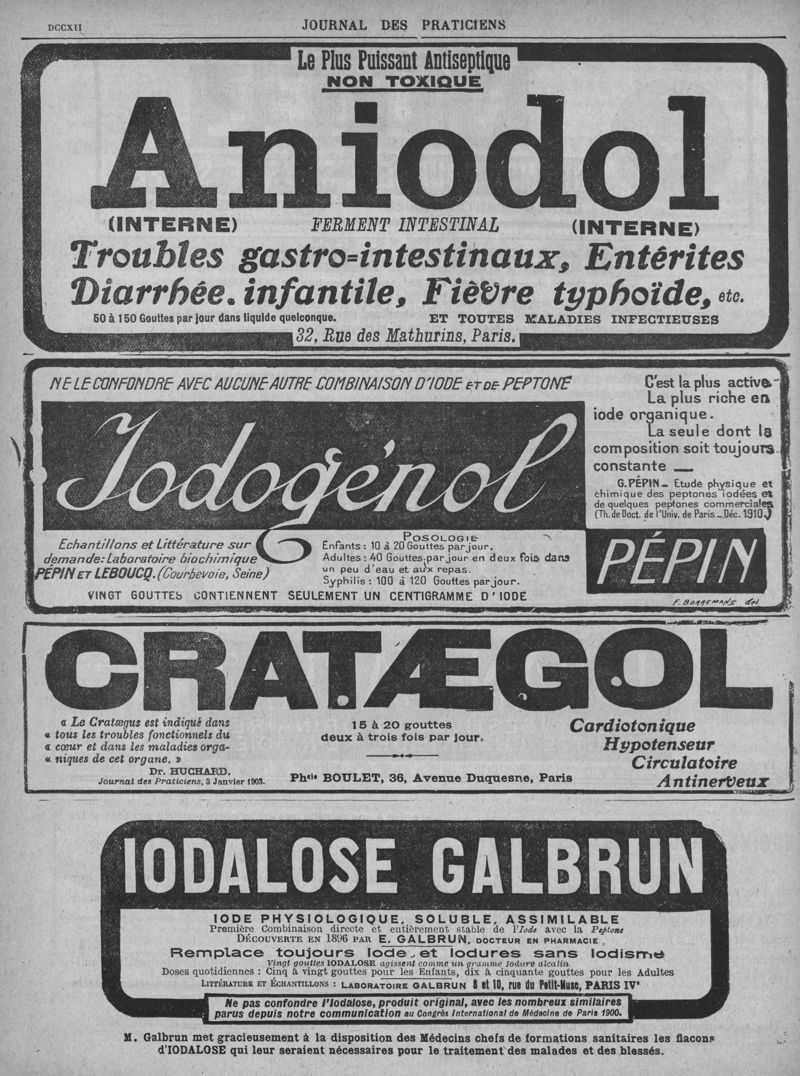 DCCXII
JOURNAL DES PRATICIENS
Le Plus Puissant Antiseptique
NON TOXIQUE
Aniodol
(INTERNE) FERMENT INTESTINAL (INTERNE)
Troubles gastro=intestinaux, Entérites
Diarrhée. infantile, Fièvre typhoïde, etc.
50 à 150 Gouttes par jour dans liquide quelconque. ET TOUTES MALADIES INFECTIEUSES
32, Rue des Mathurins, Paris.
NE LE CONFONDRE AVEC AUCUNE AUTRE COMBINAISON D'IODE ET DE PEPTONE
Iodogénol
C'est la plus active
La plus riche en
iode organique.
La seule dont la
composition soit toujours
constante —
G. PÉPIN _ Etude physique et
chimique des peptones iodées et
de quelques peptones commerciales
(Th. de Doct. de l'Univ. de Paris _ Déc. 1910)
Echantillons et Littérature sur
demande: Laboratoire biochimique
PÉPIN ET LEBOUCQ. (Courbevoie, Seine)
POSOLOGIE
Enfants : 10 à 20 Gouttes par jour.
Adultes : 40 Gouttes par jour en deux fois dans
un peu d'eau et aux repas.
Syphilis : 100 à 120 Gouttes par jour.
PÉPIN
VINGT GOUTTES CONTIENNENT SEULEMENT UN CENTIGRAMME D'IODE
F. BORREMANS del.
CRATÆGOL
« Le Cratægus est indiqué dans
« tous les troubles fonctionnels du
« cœur et dans les maladies orga-
« niques de cet organe. »
Dr. HUCHARD.
Journal des Praticiens, 3 Janvier 1903.
15 à 20 gouttes
deux à trois fois par jour.
Phcie BOULET, 36, Avenue Duquesne, Paris
Cardiotonique
Hypotenseur
Circulatoire
Antinerveux
IODALOSE GALBRUN
IODE PHYSIOLOGIQUE, SOLUBLE, ASSIMILABLE
Première Combinaison directe et entièrement stable de l'Iode avec la Peptone
DÉCOUVERTE EN 1896 PAR E. GALBRUN, DOCTEUR EN PHARMACIE.
Remplace toujours Iode et Iodures sans Iodisme
Vingt gouttes IODALOSE agissent comme un gramme Iodure alcalin
Doses quotidiennes : Cinq à vingt gouttes pour les Enfants, dix à cinquante gouttes pour les Adultes
LITTÉRATURE ET ÉCHANTILLONS : LABORATOIRE GALBRUN 8 et 10, rue du Petit-Musc, PARIS IVe
Ne pas confondre l'Iodalose, produit original, avec les nombreux similaires
parus depuis notre communication au Congrès International de Médecine de Paris 1900.
M. Galbrun met gracieusement à la disposition des Médecins chefs de formations sanitaires les flacons
d'IODALOSE qui leur seraient nécessaires pour le traitement des malades et des blessés.